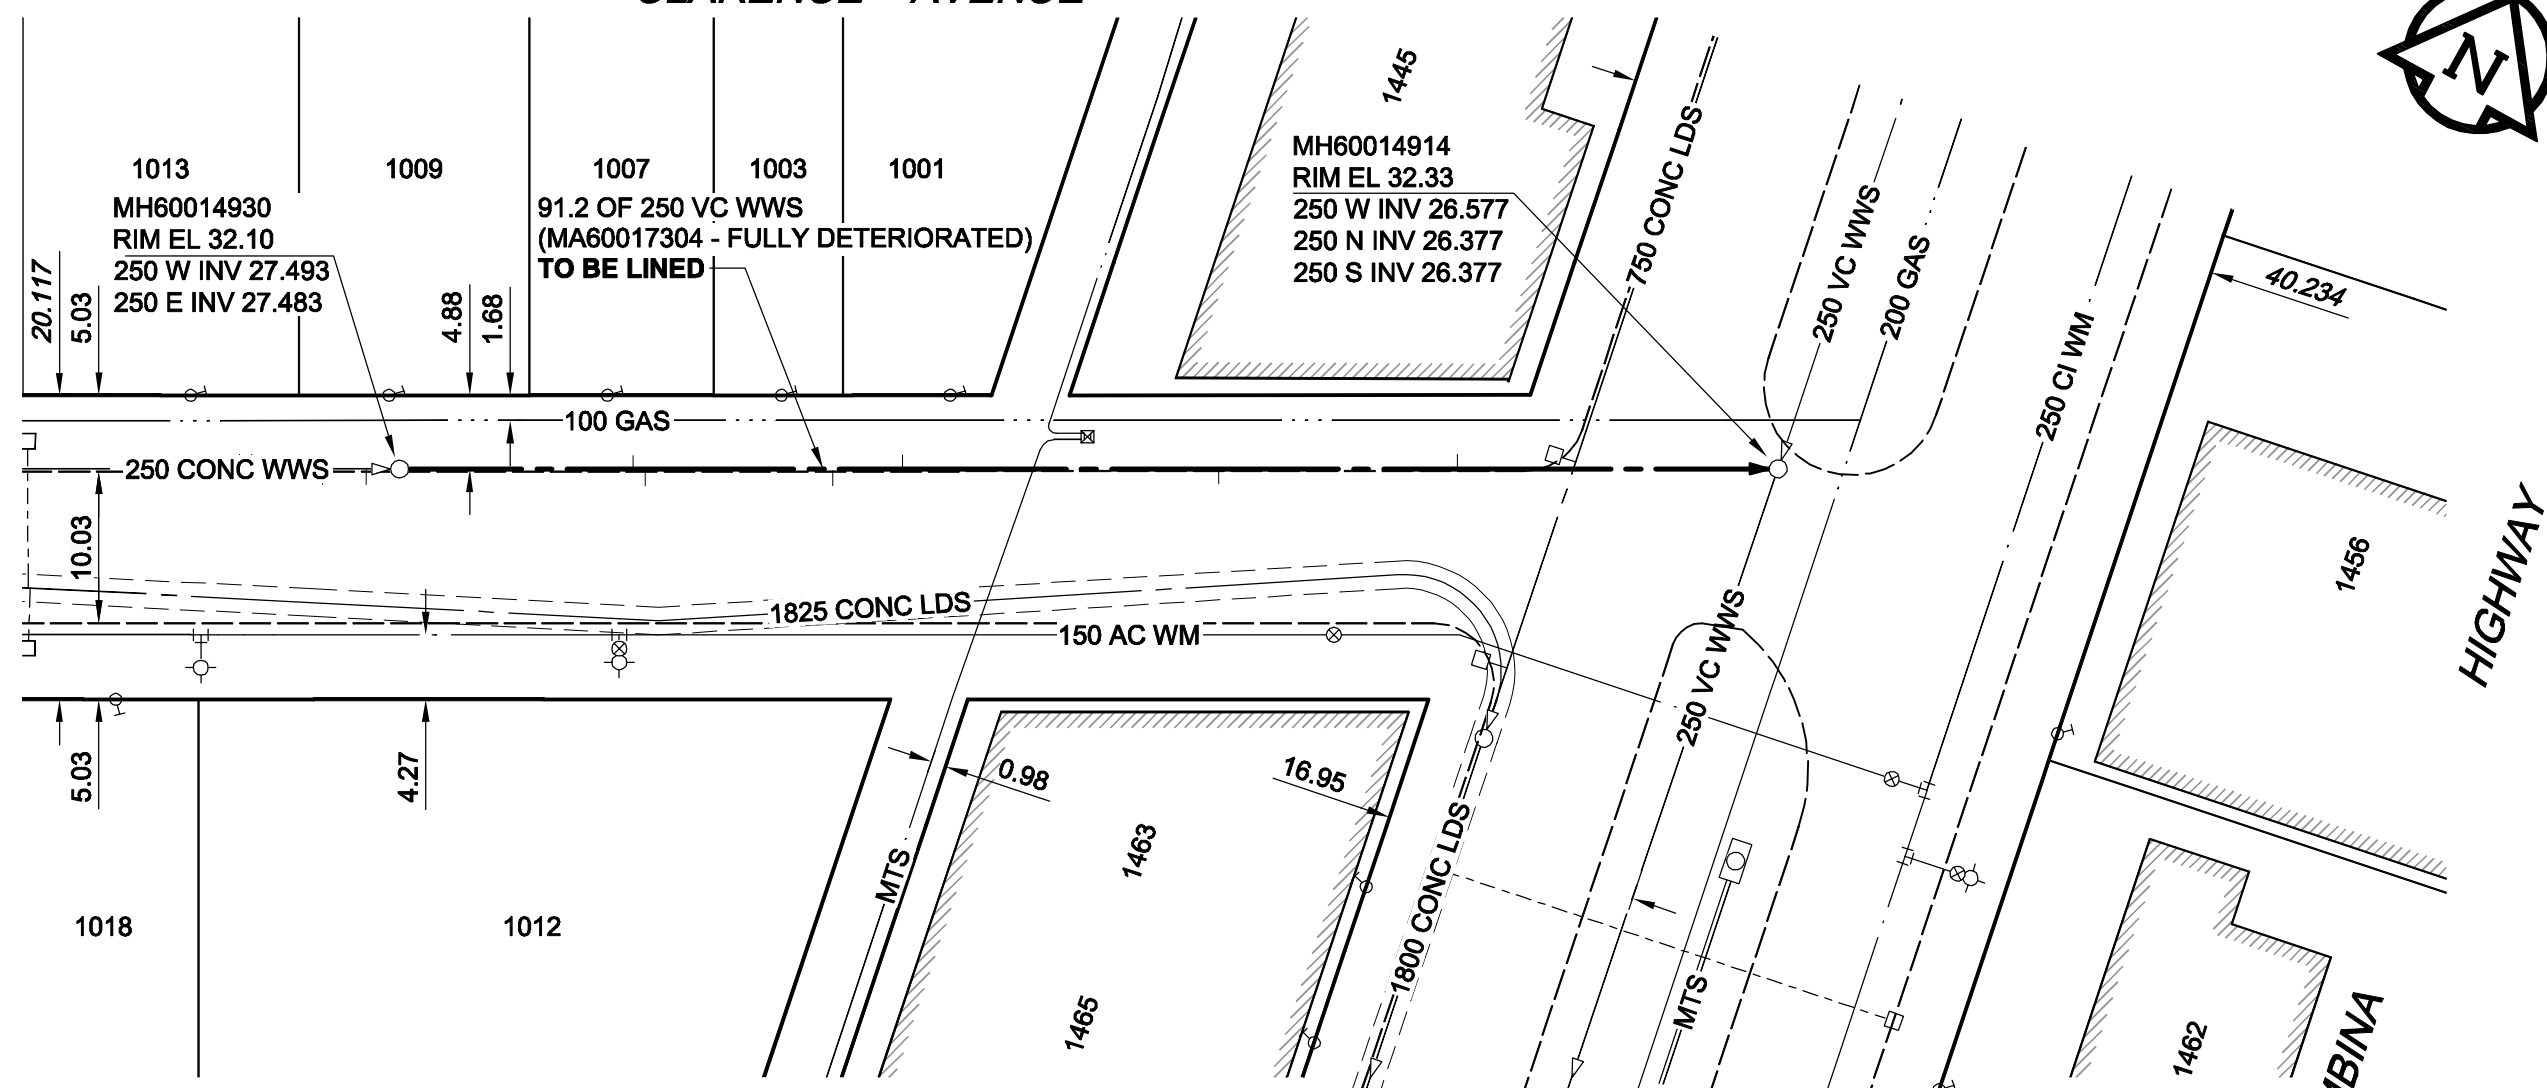 CLARENCE AVENUE
N
1013
1009
1007
1003
1001
1445
MH60014930
RIM EL 32.10
250 W INV 27.493
250 E INV 27.483
91.2 OF 250 VC WWS
(MA60017304 - FULLY DETERIORATED)
TO BE LINED
MH60014914
RIM EL 32.33
250 W INV 26.577
250 N INV 26.377
250 S INV 26.377
750 CONC LDS
250 VC WWS
200 GAS
250 CI WM
40.234
20.117
5.03
4.88
1.68
100 GAS
250 CONC WWS
10.03
1825 CONC LDS
150 AC WM
250 VC WWS
1456
HIGHWAY
5.03
4.27
0.98
16.95
MTS
1463
1800 CONC LDS
1018
1012
1465
MTS
1462
MBINA